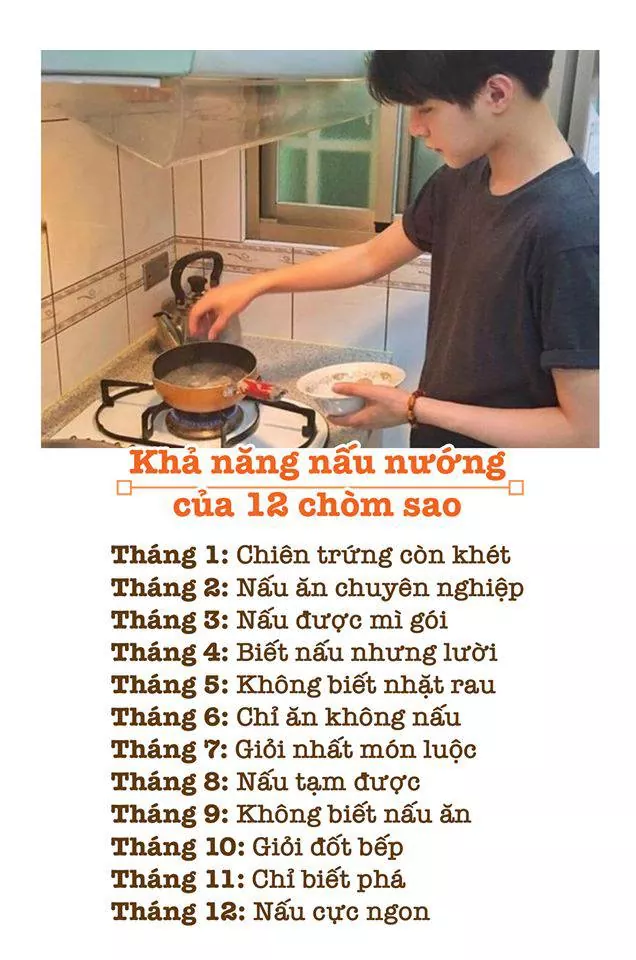 Khả năng nấu nướng
của 12 chòm sao
Tháng 1: Chiên trứng còn khét
Tháng 2: Nấu ăn chuyên nghiệp
Tháng 3: Nấu được mì gói
Tháng 4: Biết nấu nhưng lười
Tháng 5: Không biết nhặt rau
Tháng 6: Chỉ ăn không nấu
Tháng 7: Giỏi nhất món luộc
Tháng 8: Nấu tạm được
Tháng 9: Không biết nấu ăn
Tháng 10: Giỏi đốt bếp
Tháng 11: Chỉ biết phá
Tháng 12: Nấu cực ngon